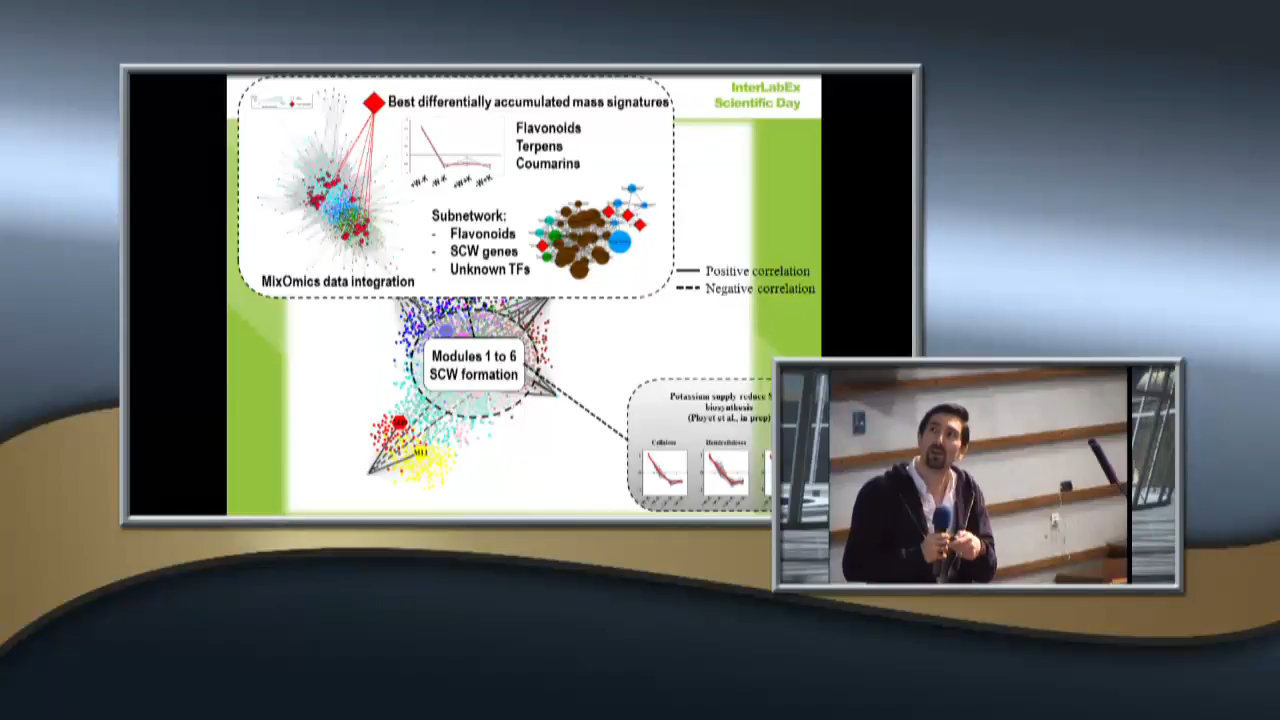 InterLabEx
Scientific Day
Best differentially accumulated mass signatures
Flavonoids
Terpens
Coumarins
Subnetwork:
- Flavonoids
- SCW genes
- Unknown TFs
MixOmics data integration
Positive correlation
Negative correlation
Modules 1 to 6
SCW formation
M11
Potassium supply reduce S
biosynthesis
(Ployet et al., in prep)
Cellulose
Hemicelluloses